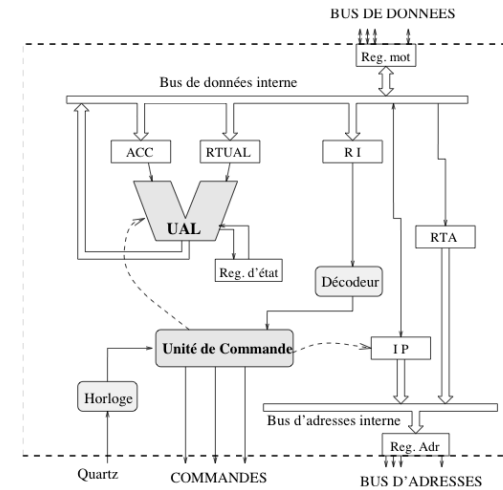 BUS DE DONNEES
Reg. mot
Bus de données interne
ACC
RTUAL
R I
UAL
RTA
Reg. d'état
Décodeur
Unité de Commande
I P
Horloge
Bus d'adresses interne
Reg. Adr
Quartz
COMMANDES
BUS D'ADRESSES